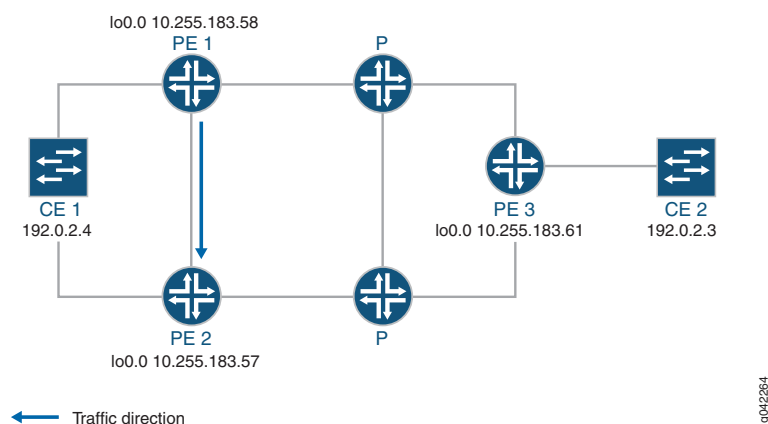 lo0.0 10.255.183.58
PE 1
P
CE 1
192.0.2.4
PE 3
lo0.0 10.255.183.61
CE 2
192.0.2.3
PE 2
lo0.0 10.255.183.57
P
Traffic direction
g042264